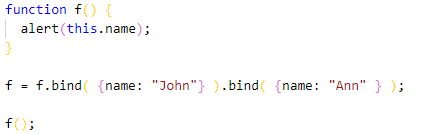 function f() {
  alert(this.name);
}
f = f.bind( {name: "John"} ).bind( {name: "Ann" } );
f();